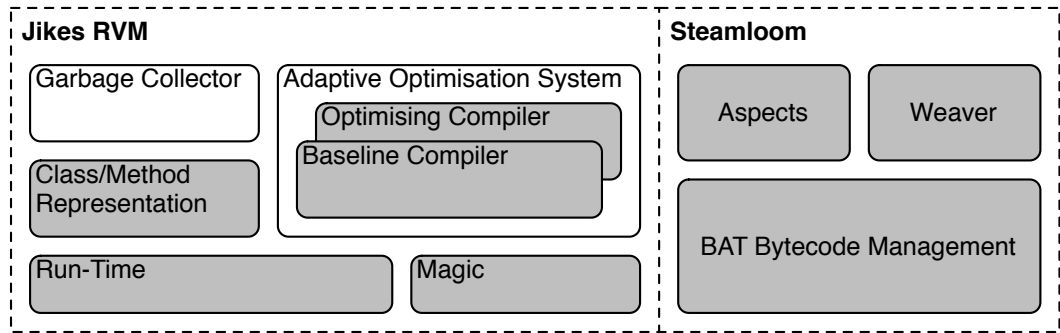 Jikes RVM
Garbage Collector
Adaptive Optimisation System
Optimising Compiler
Baseline Compiler
Class/Method
Representation
Run-Time
Magic
Steamloom
Aspects
Weaver
BAT Bytecode Management